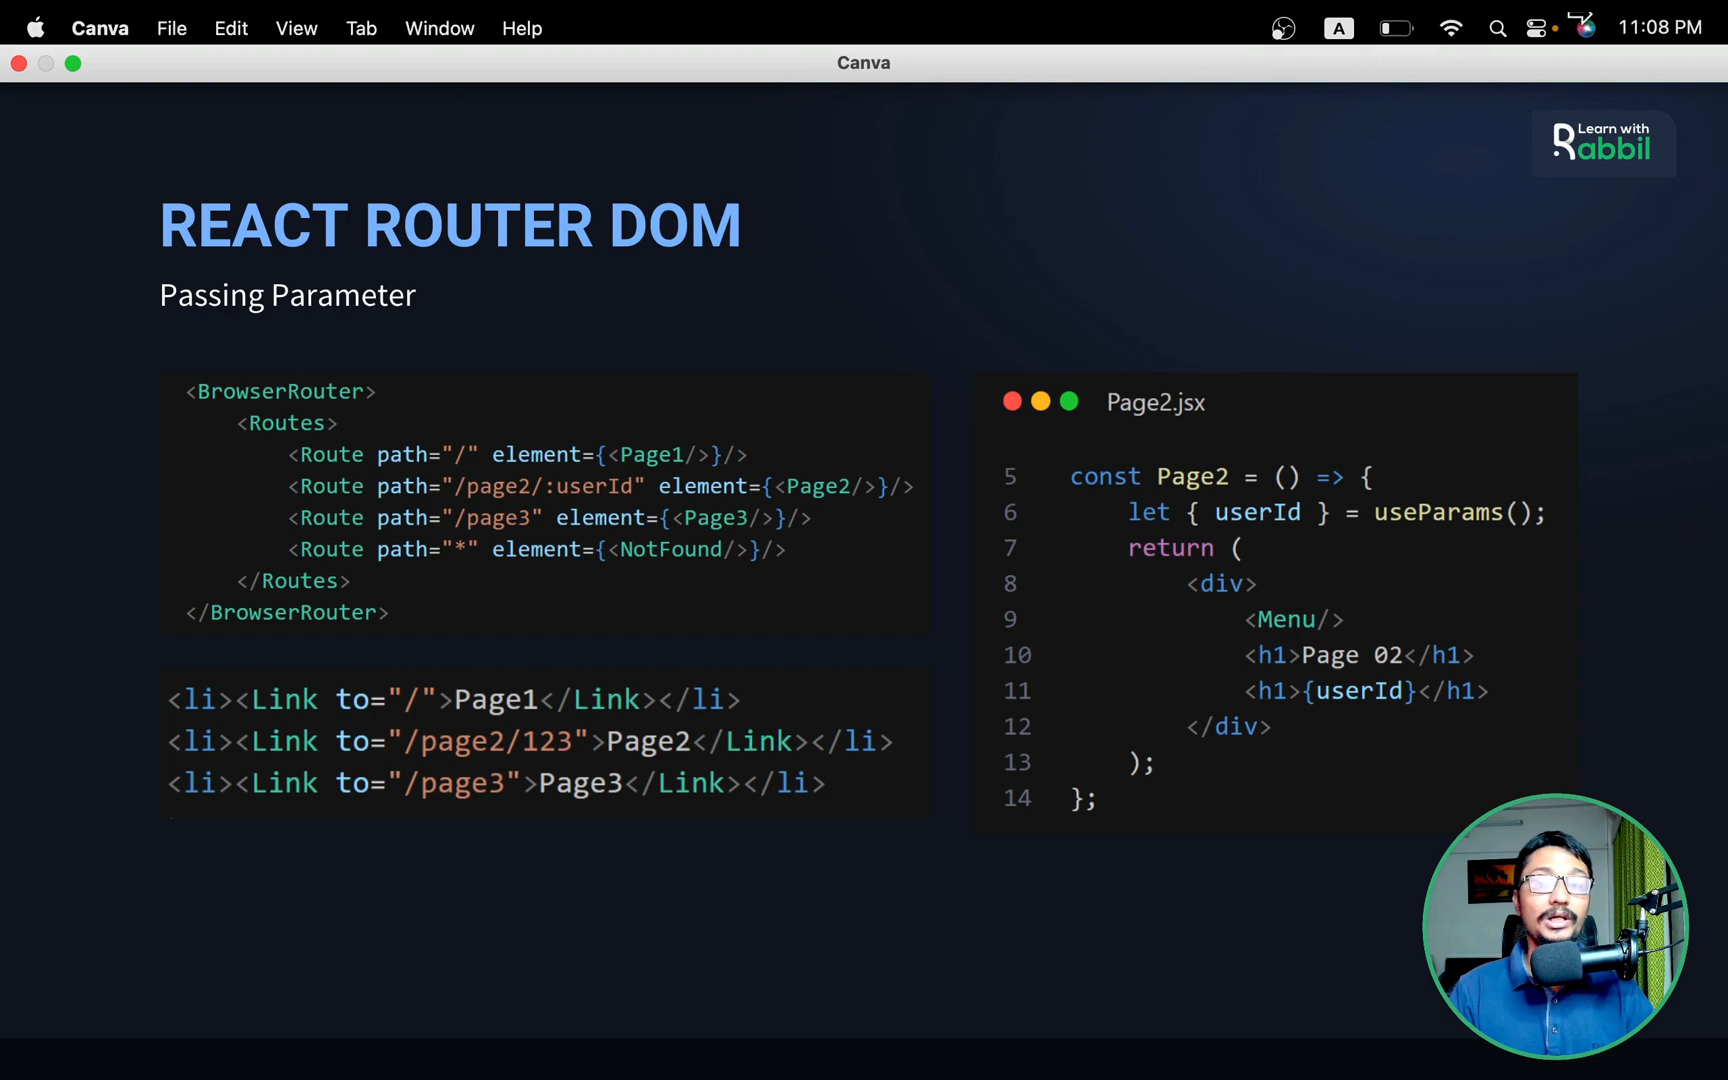 Canva File Edit View Tab Window Help A 11:08 PM
Canva
Learn with
Rabbil
REACT ROUTER DOM
Passing Parameter
<BrowserRouter>
<Routes>
<Route path="/" element={<Page1/>}/>
<Route path="/page2/:userId" element={<Page2/>}/>
<Route path="/page3" element={<Page3/>}/>
<Route path="*" element={<NotFound/>}/>
</Routes>
</BrowserRouter>
<li><Link to="/">Page1</Link></li>
<li><Link to="/page2/123">Page2</Link></li>
<li><Link to="/page3">Page3</Link></li>
Page2.jsx
5 const Page2 = () => {
6 let { userId } = useParams();
7 return (
8 <div>
9 <Menu/>
10 <h1>Page 02</h1>
11 <h1>{userId}</h1>
12 </div>
13 );
14 };